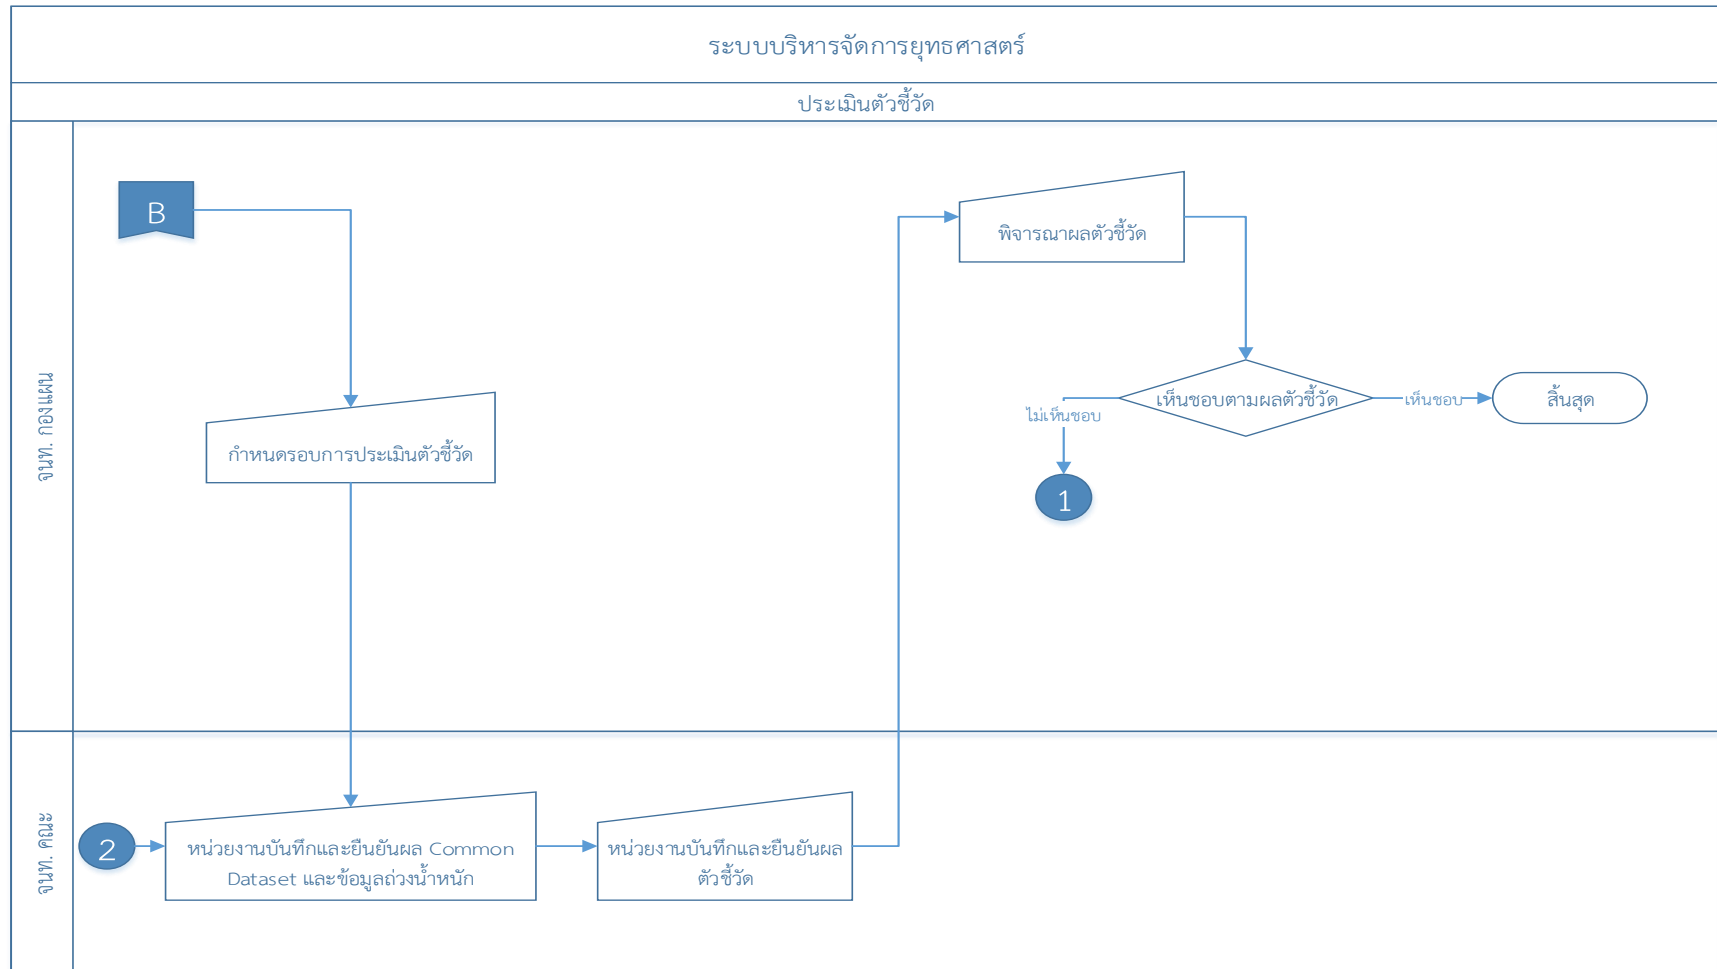 ระบบบริหารจัดการยุทธศาสตร์
ประเมินตัวชี้วัด
จนท. กองแผน
B
กำหนดรอบการประเมินตัวชี้วัด
พิจารณาผลตัวชี้วัด
เห็นชอบตามผลตัวชี้วัด
เห็นชอบ
สิ้นสุด
ไม่เห็นชอบ
1
จนท. คณะ
2
หน่วยงานบันทึกและยืนยันผล Common
Dataset และข้อมูลถ่วงน้ำหนัก
หน่วยงานบันทึกและยืนยันผล
ตัวชี้วัด